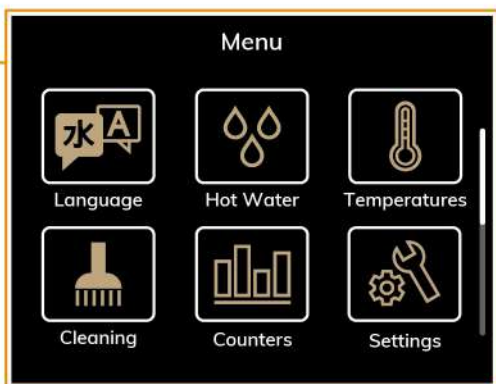 Menu
水 A
Language
Hot Water
Temperatures
Cleaning
Counters
Settings